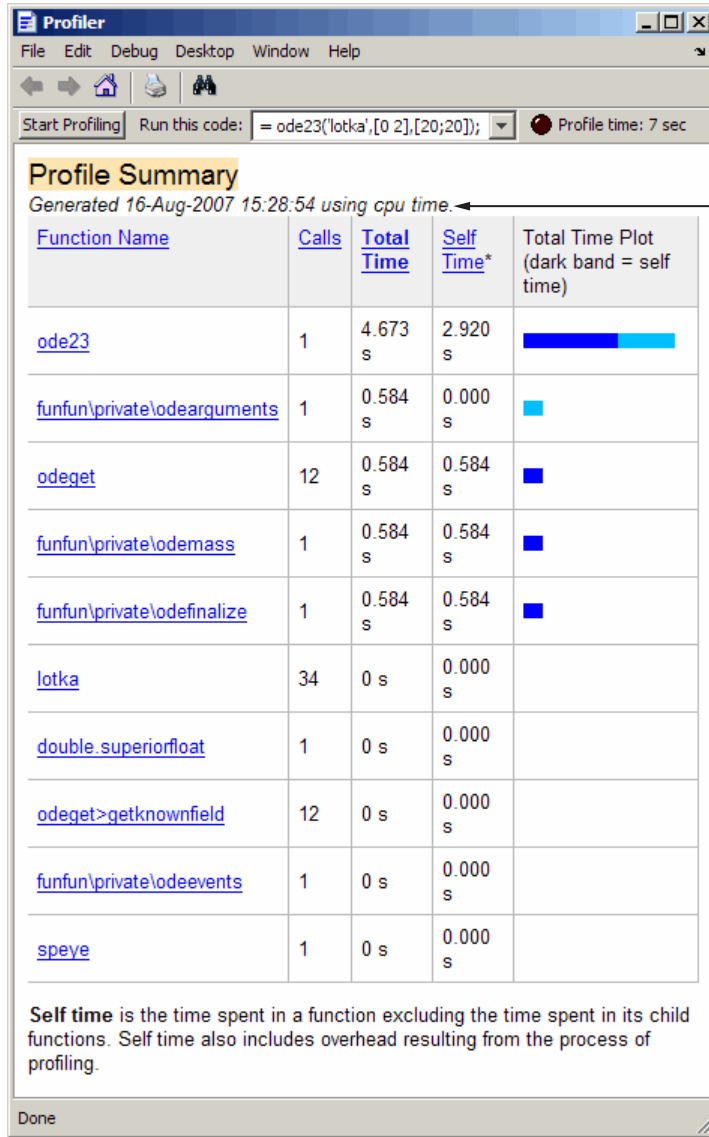 Profiler
File Edit Debug Desktop Window Help
Start Profiling Run this code: = ode23('lotka',[0 2],[20;20]); Profile time: 7 sec
Profile Summary
Generated 16-Aug-2007 15:28:54 using cpu time.
Function Name Calls Total Time Self Time* Total Time Plot (dark band = self time)
ode23 1 4.673 s 2.920 s
funfun\private\odearguments 1 0.584 s 0.000 s
odeget 12 0.584 s 0.584 s
funfun\private\odemass 1 0.584 s 0.584 s
funfun\private\odefinalize 1 0.584 s 0.584 s
lotka 34 0 s 0.000 s
double.superiorfloat 1 0 s 0.000 s
odeget>getknownfield 12 0 s 0.000 s
funfun\private\odeevents 1 0 s 0.000 s
speye 1 0 s 0.000 s
Self time is the time spent in a function excluding the time spent in its child
functions. Self time also includes overhead resulting from the process of
profiling.
Done